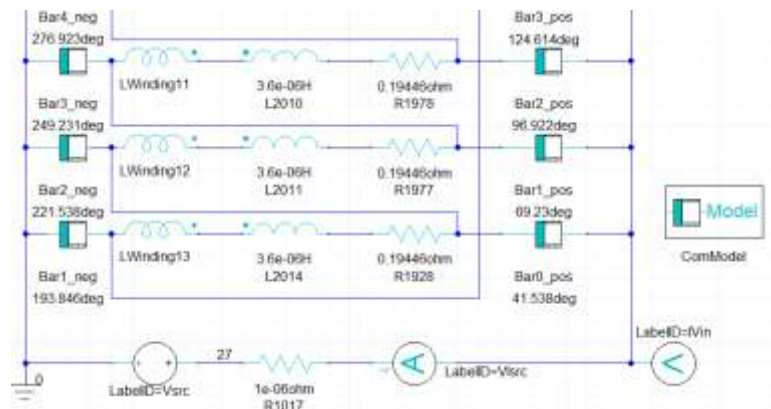 Bar4_neg
276.923deg
Bar3_pos
124.614deg
LWinding11
3.6e-06H
L2010
0.19446ohm
R1978
Bar3_neg
249.231deg
Bar2_pos
96.922deg
LWinding12
3.6e-06H
L2011
0.19446ohm
R1977
Bar2_neg
221.538deg
Bar1_pos
69.23deg
Model
ComModel
LWinding13
3.6e-06H
L2014
0.19446ohm
R1928
Bar1_neg
193.846deg
Bar0_pos
41.538deg
LabelID=IVin
27
0
LabelID=Vsrc
1e-06ohm
R1017
A
LabelID=VIsrc